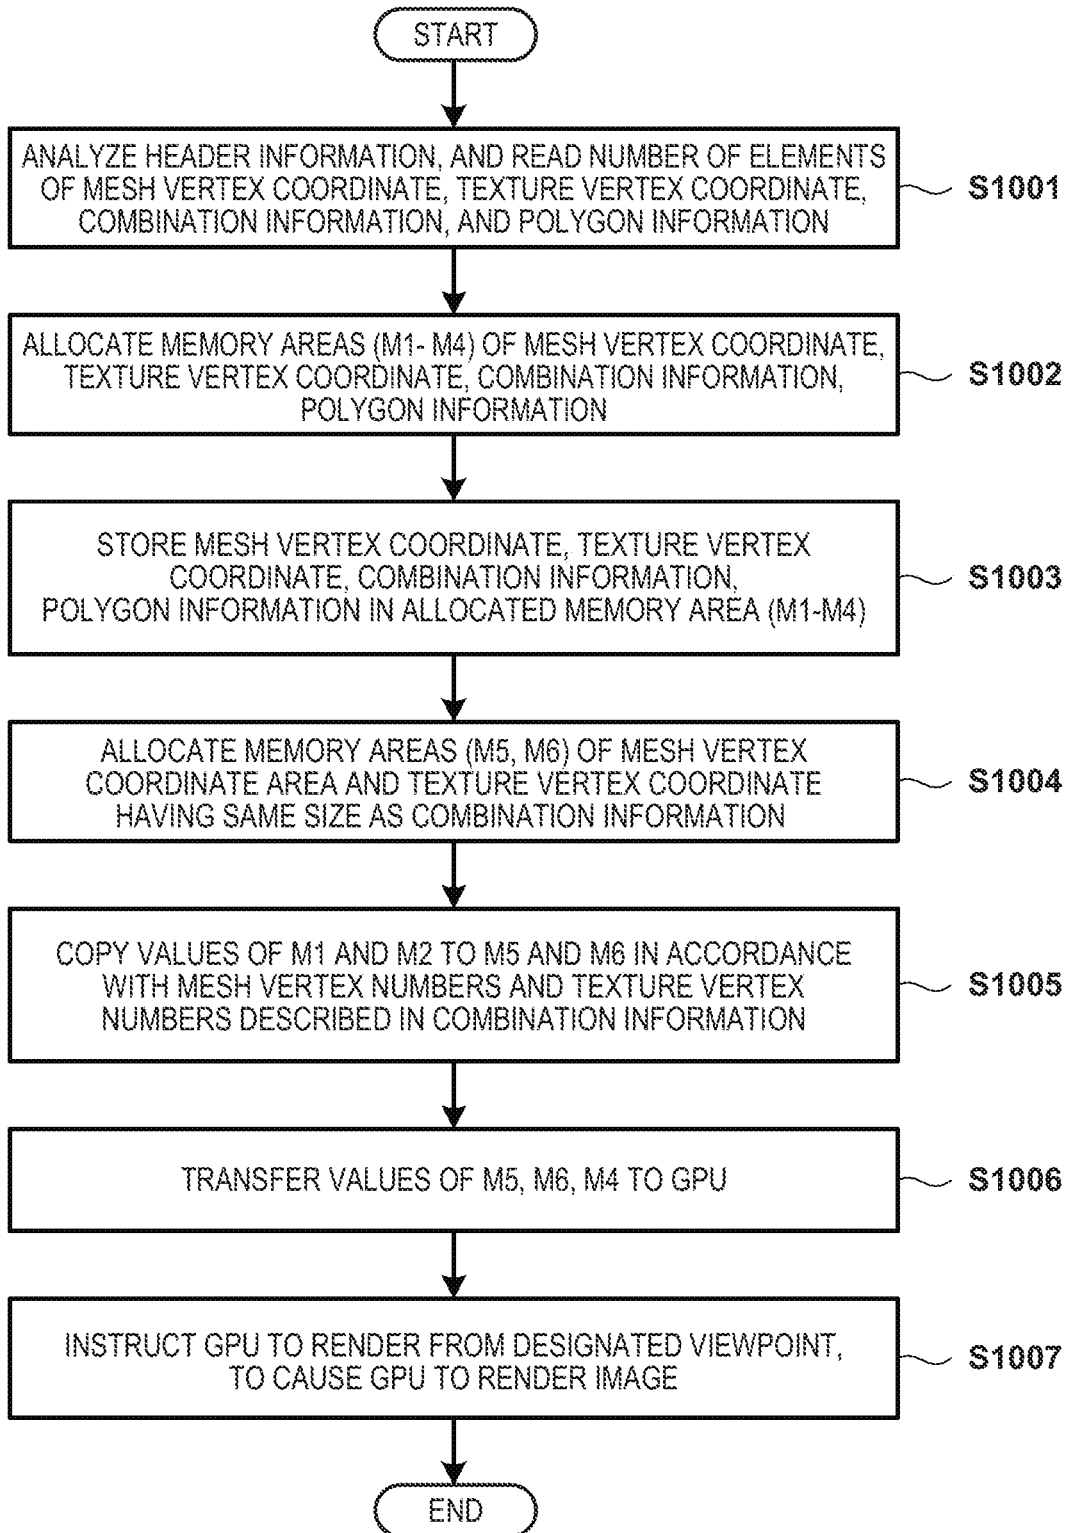 START
ANALYZE HEADER INFORMATION, AND READ NUMBER OF ELEMENTS
OF MESH VERTEX COORDINATE, TEXTURE VERTEX COORDINATE,
COMBINATION INFORMATION, AND POLYGON INFORMATION
S1001
ALLOCATE MEMORY AREAS (M1- M4) OF MESH VERTEX COORDINATE,
TEXTURE VERTEX COORDINATE, COMBINATION INFORMATION,
POLYGON INFORMATION
S1002
STORE MESH VERTEX COORDINATE, TEXTURE VERTEX
COORDINATE, COMBINATION INFORMATION,
POLYGON INFORMATION IN ALLOCATED MEMORY AREA (M1-M4)
S1003
ALLOCATE MEMORY AREAS (M5, M6) OF MESH VERTEX
COORDINATE AREA AND TEXTURE VERTEX COORDINATE
HAVING SAME SIZE AS COMBINATION INFORMATION
S1004
COPY VALUES OF M1 AND M2 TO M5 AND M6 IN ACCORDANCE
WITH MESH VERTEX NUMBERS AND TEXTURE VERTEX
NUMBERS DESCRIBED IN COMBINATION INFORMATION
S1005
TRANSFER VALUES OF M5, M6, M4 TO GPU
S1006
INSTRUCT GPU TO RENDER FROM DESIGNATED VIEWPOINT,
TO CAUSE GPU TO RENDER IMAGE
S1007
END